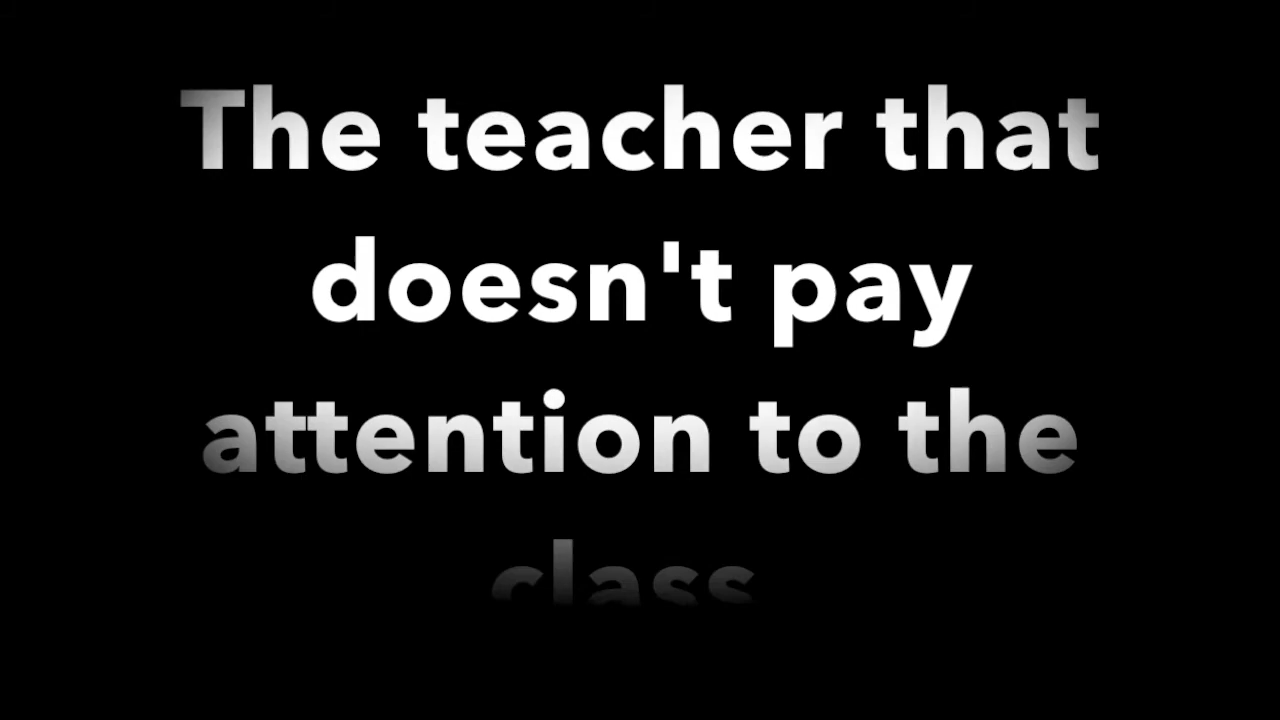 The teacher that
doesn't pay
attention to the
class